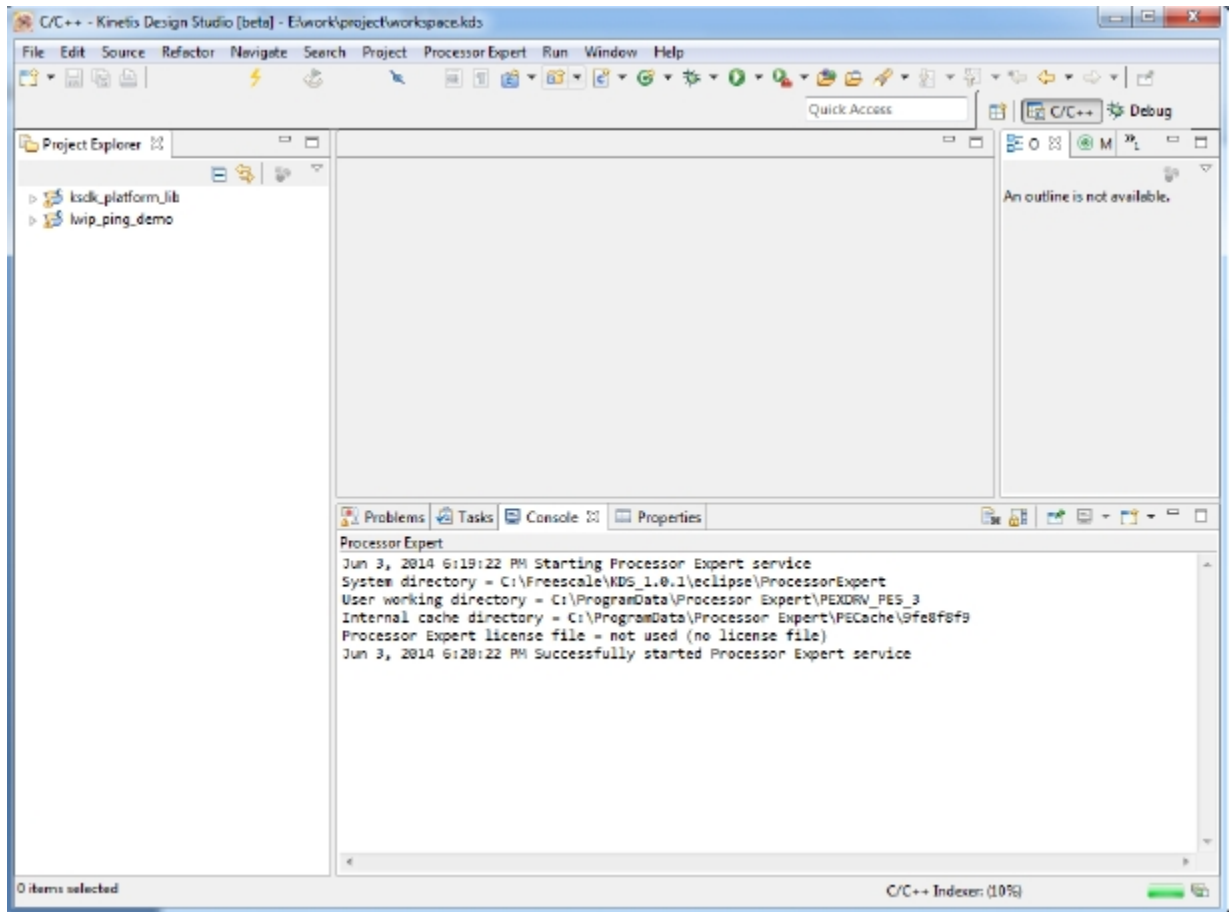 C/C++ - Kinetis Design Studio [beta] - E:\work\project\workspace.kds
File Edit Source Refactor Navigate Search Project Processor Expert Run Window Help
Quick Access
C/C++ Debug
Project Explorer
O M
ksdk_platform_lib
lwip_ping_demo
An outline is not available.
Problems Tasks Console Properties
Processor Expert
Jun 3, 2014 6:19:22 PM Starting Processor Expert service
System directory = C:\Freescale\KDS_1.0.1\eclipse\ProcessorExpert
User working directory = C:\ProgramData\Processor Expert\PEXDRV_PE5_3
Internal cache directory = C:\ProgramData\Processor Expert\PECache\9fe8f8f9
Processor Expert license file = not used (no license file)
Jun 3, 2014 6:20:22 PM Successfully started Processor Expert service
0 items selected
C/C++ Indexer: (10%)